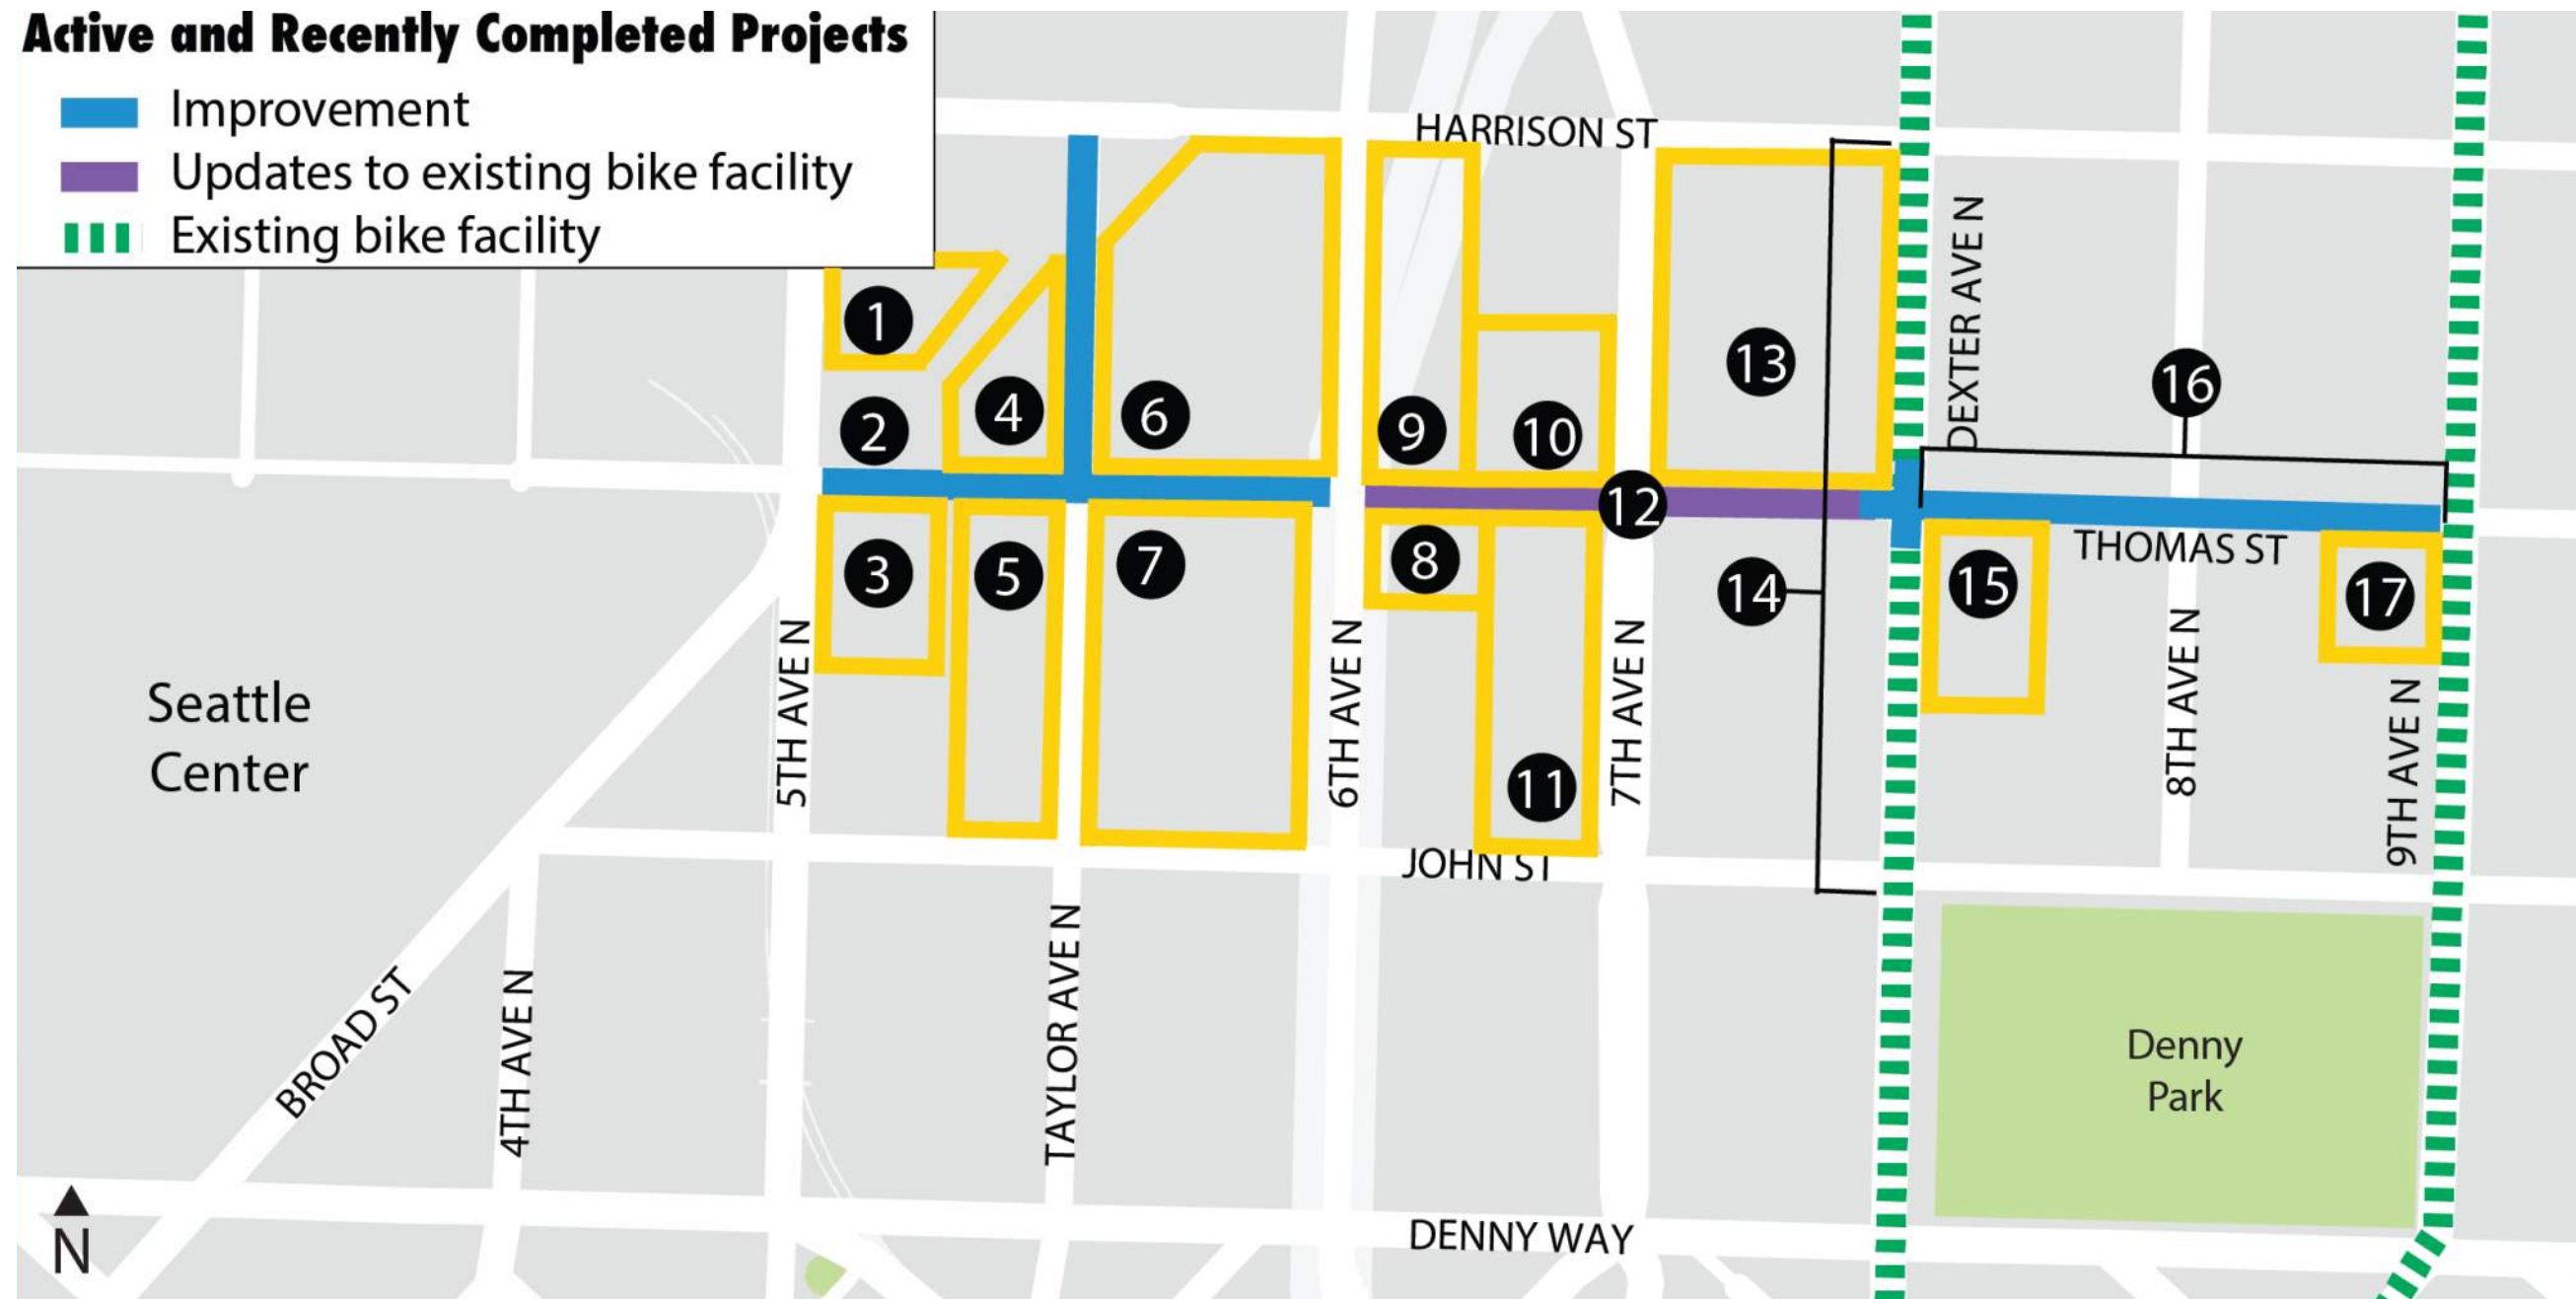 Active and Recently Completed Projects
Improvement
Updates to existing bike facility
Existing bike facility
HARRISON ST
DEXTER AVE N
1
2
4
6
9
10
13
16
12
3
5
7
8
14
15
17
THOMAS ST
11
Seattle
Center
5TH AVE N
6TH AVE N
7TH AVE N
8TH AVE N
9TH AVE N
JOHN ST
BROAD ST
4TH AVE N
TAYLOR AVE N
Denny
Park
DENNY WAY
N